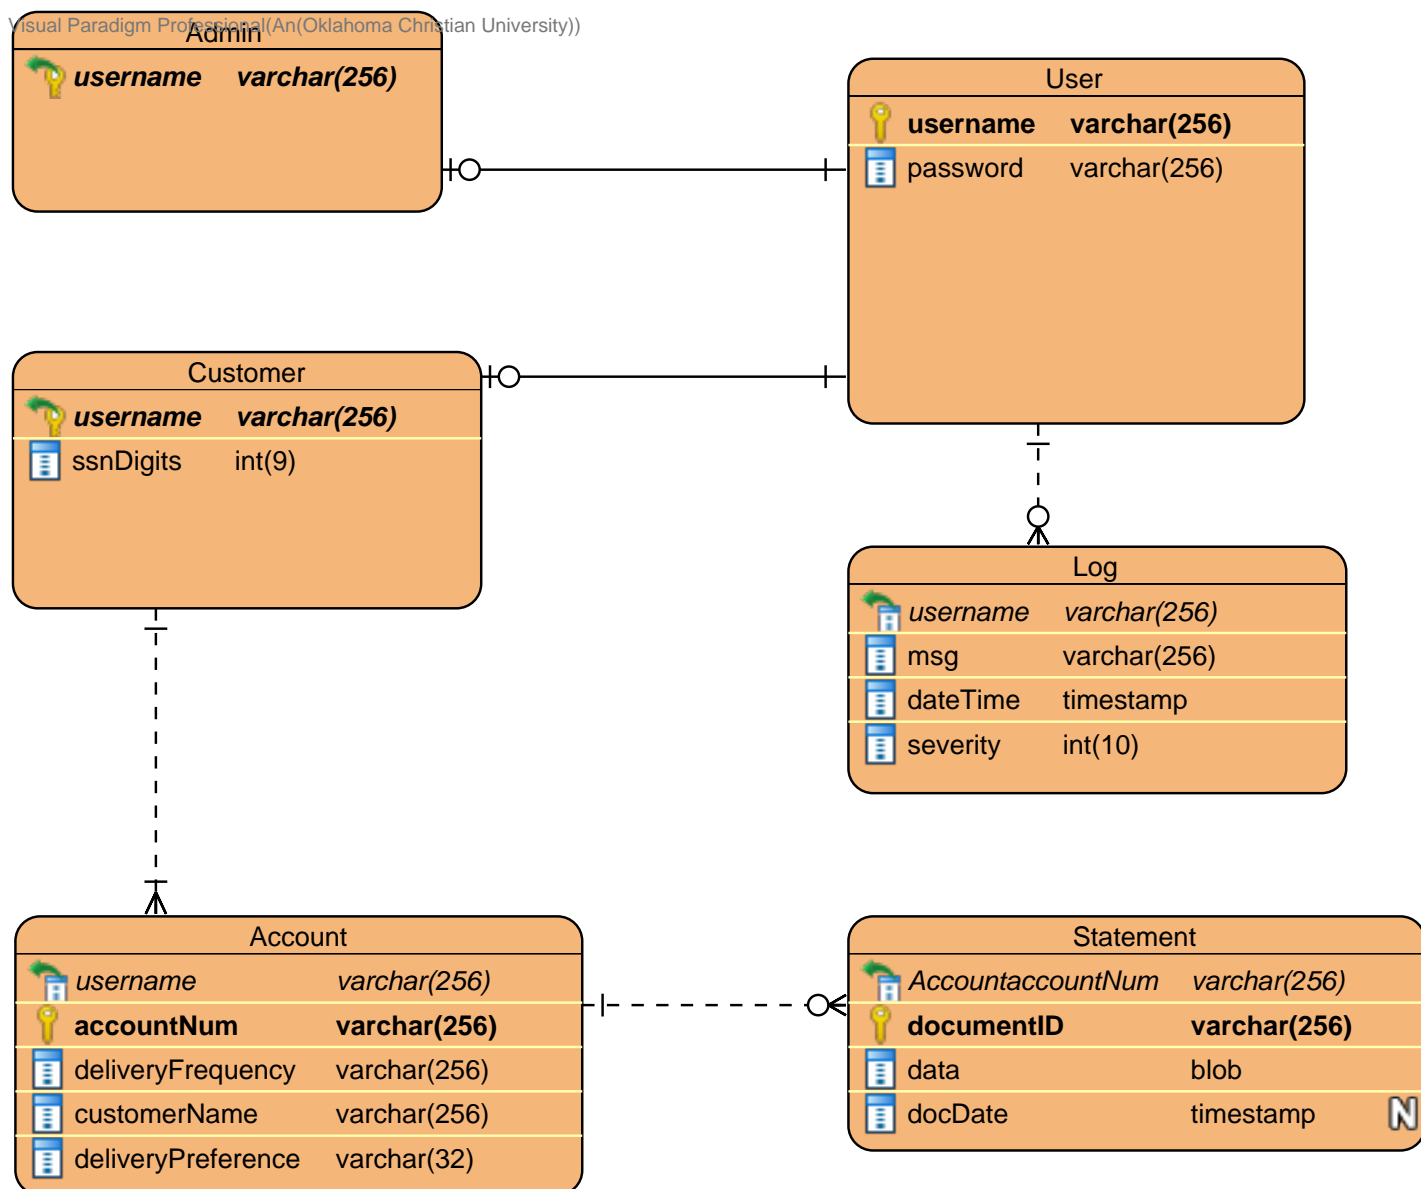 Visual Paradigm Professional(An(Oklahoma Christian University))
Admin
username varchar(256)
User
username varchar(256)
password varchar(256)
Customer
username varchar(256)
ssnDigits int(9)
Log
username varchar(256)
msg varchar(256)
dateTime timestamp
severity int(10)
Account
username varchar(256)
accountNum varchar(256)
deliveryFrequency varchar(256)
customerName varchar(256)
deliveryPreference varchar(32)
Statement
AccountaccountNum varchar(256)
documentID varchar(256)
data blob
docDate timestamp N